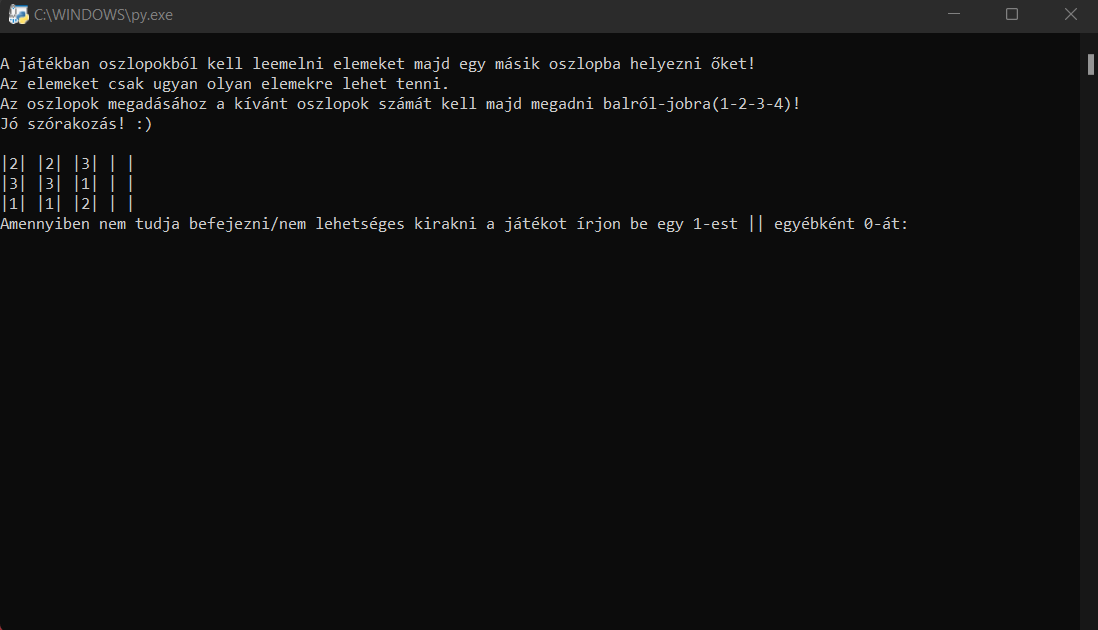 C:\WINDOWS\py.exe
A játékban oszlopokból kell leemelni elemeket majd egy másik oszlopba helyezni őket!
Az elemeket csak ugyan olyan elemekre lehet tenni.
Az oszlopok megadásához a kívánt oszlopok számát kell majd megadni balról-jobra(1-2-3-4)!
Jó szórakozás! :)
|2| |2| |3| | |
|3| |3| |1| | |
|1| |1| |2| | |
Amennyiben nem tudja befejezni/nem lehetséges kirakni a játékot írjon be egy 1-est || egyébként 0-át: